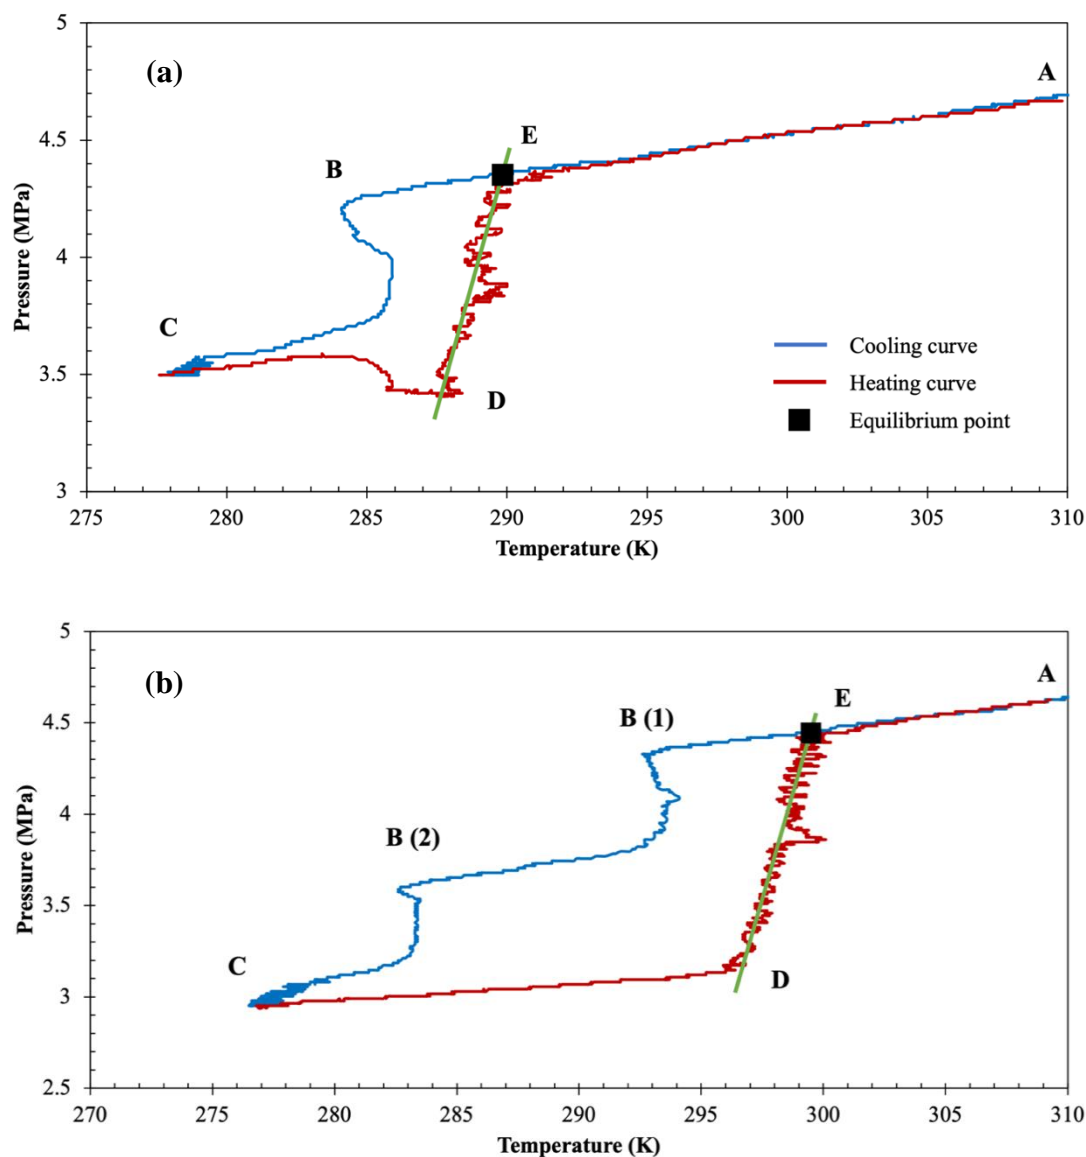 (a)
A
E
B
C
D
Cooling curve
Heating curve
Equilibrium point
5
4.5
4
3.5
3
Pressure (MPa)
275 280 285 290 295 300 305 310
Temperature (K)
(b)
A
E
B (1)
B (2)
C
D
5
4.5
4
3.5
3
2.5
Pressure (MPa)
270 275 280 285 290 295 300 305 310
Temperature (K)